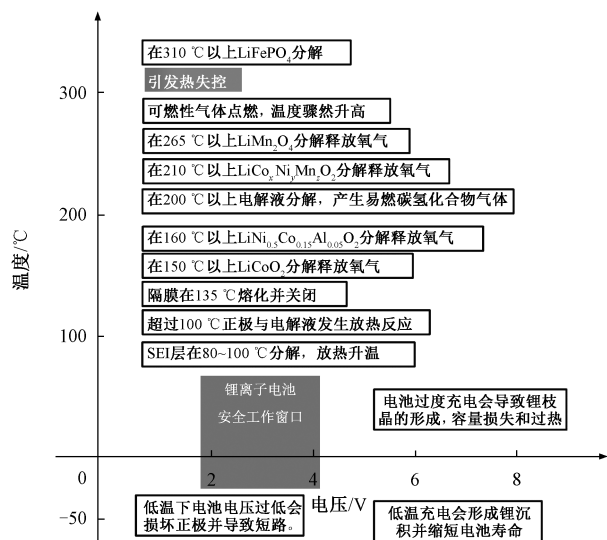 在310 ℃以上LiFePO₄分解
300
引发热失控
可燃性气体点燃，温度骤然升高
在265 ℃以上LiMn₂O₄分解释放氧气
在210 ℃以上LiCoₓNiᵧMn_zO₂分解释放氧气
200
在200 ℃以上电解液分解，产生易燃碳氢化合物气体
在160 ℃以上LiNi₀.₅Co₀.₁₅Al₀.₀₅O₂分解释放氧气
温度/℃
在150 ℃以上LiCoO₂分解释放氧气
隔膜在135 ℃熔化并关闭
100
超过100 ℃正极与电解液发生放热反应
SEI层在80~100 ℃分解，放热升温
锂离子电池
安全工作窗口
电池过度充电会导致锂枝
晶的形成，容量损失和过热
0
2
4
6
8
电压/V
低温下电池电压过低会
损坏正极并导致短路。
低温充电会形成锂沉
积并缩短电池寿命
−50